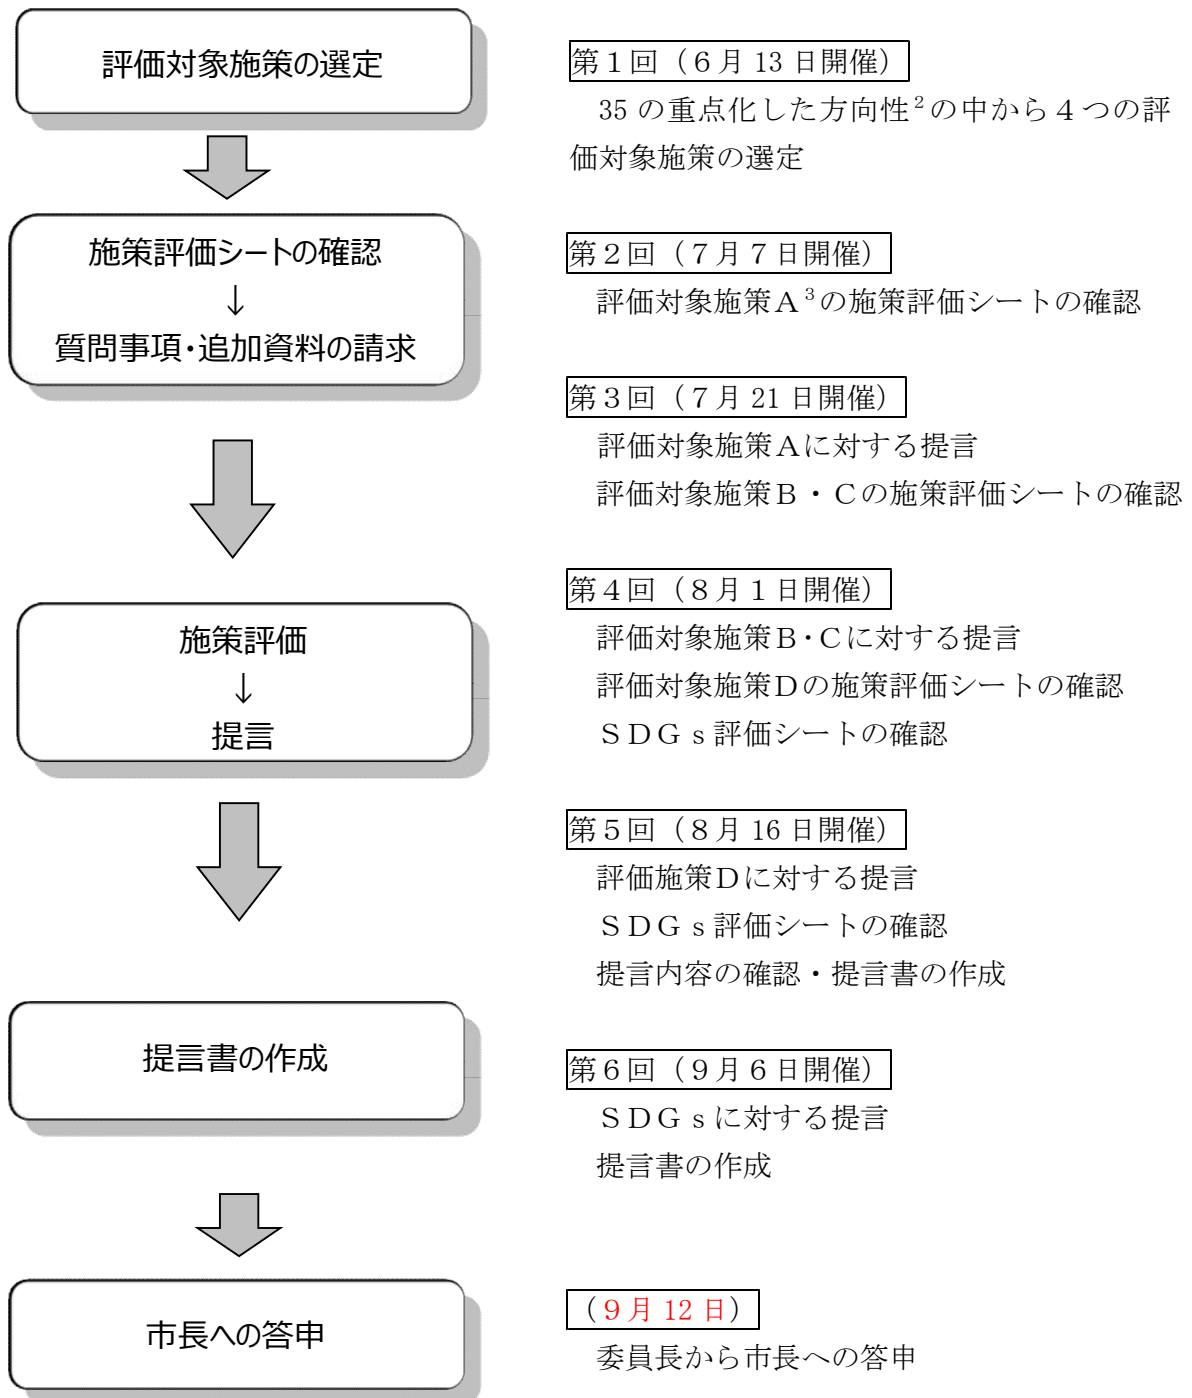 評価対象施策の選定
第１回（６月 13 日開催）
35 の重点化した方向性²の中から４つの評
価対象施策の選定
施策評価シートの確認
↓
質問事項・追加資料の請求
第２回（７月７日開催）
評価対象施策Ａ³の施策評価シートの確認
第３回（７月 21 日開催）
評価対象施策Ａに対する提言
評価対象施策Ｂ・Ｃの施策評価シートの確認
施策評価
↓
提言
第４回（８月１日開催）
評価対象施策Ｂ・Ｃに対する提言
評価対象施策Ｄの施策評価シートの確認
ＳＤＧｓ評価シートの確認
第５回（８月 16 日開催）
評価施策Ｄに対する提言
ＳＤＧｓ評価シートの確認
提言内容の確認・提言書の作成
提言書の作成
第６回（９月６日開催）
ＳＤＧｓに対する提言
提言書の作成
市長への答申
（９月 12 日）
委員長から市長への答申